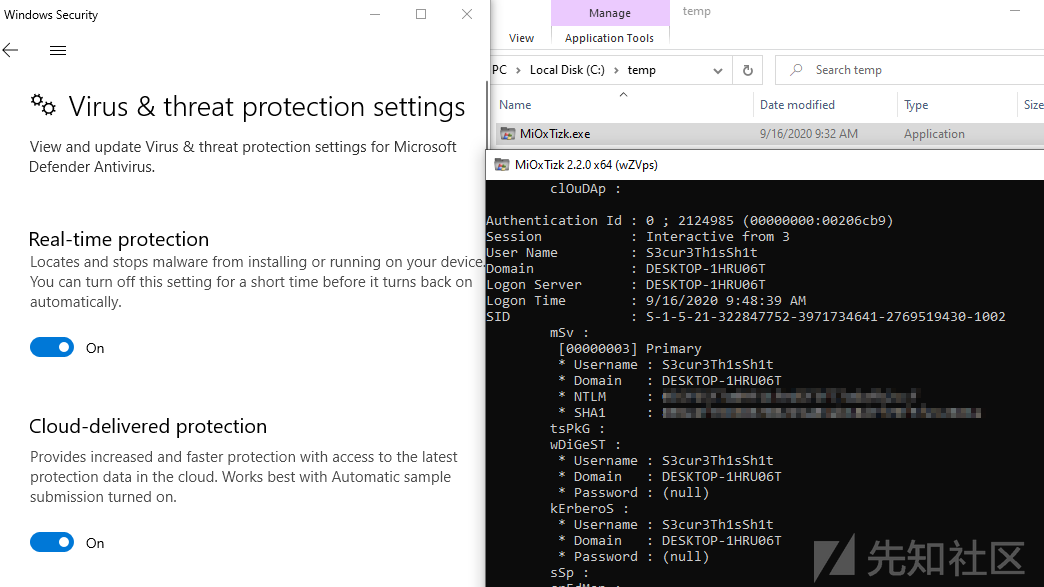 Windows Security
Virus & threat protection settings
View and update Virus & threat protection settings for Microsoft
Defender Antivirus.
Real-time protection
Locates and stops malware from installing or running on your device.
You can turn off this setting for a short time before it turns back on
automatically.
On
Cloud-delivered protection
Provides increased and faster protection with access to the latest
protection data in the cloud. Works best with Automatic sample
submission turned on.
On
Manage
temp
View
Application Tools
PC > Local Disk (C:) > temp
Search temp
Name Date modified Type Size
MiOxTizk.exe 9/16/2020 9:32 AM Application
MiOxTizk 2.2.0 x64 (wZVps)
clOuDAp :
Authentication Id : 0 ; 2124985 (00000000:00206cb9)
Session : Interactive from 3
User Name : S3cur3Th1sSh1t
Domain : DESKTOP-1HRU06T
Logon Server : DESKTOP-1HRU06T
Logon Time : 9/16/2020 9:48:39 AM
SID : S-1-5-21-322847752-3971734641-2769519430-1002
mSv :
[00000003] Primary
* Username : S3cur3Th1sSh1t
* Domain : DESKTOP-1HRU06T
* NTLM :
* SHA1 :
tsPkG :
wDiGeST :
* Username : S3cur3Th1sSh1t
* Domain : DESKTOP-1HRU06T
* Password : (null)
kErberoS :
* Username : S3cur3Th1sSh1t
* Domain : DESKTOP-1HRU06T
* Password : (null)
sSp :
先知社区